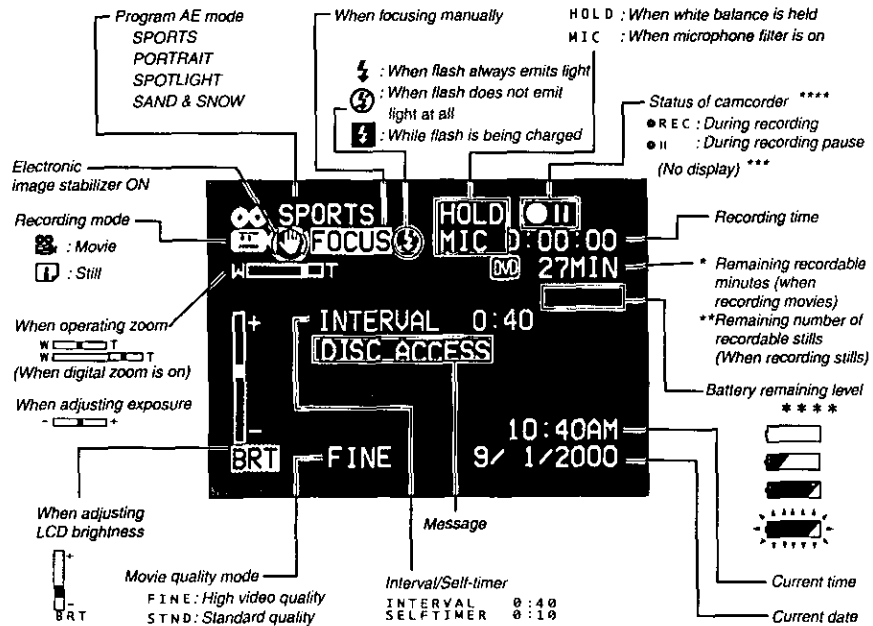 Program AE mode
SPORTS
PORTRAIT
SPOTLIGHT
SAND & SNOW
When focusing manually
: When flash always emits light
: When flash does not emit
light at all
: While flash is being charged
HOLD : When white balance is held
MIC : When microphone filter is on
Status of camcorder ****
●REC : During recording
●II : During recording pause
(No display) ***
Electronic
image stabilizer ON
Recording mode
: Movie
: Still
When operating zoom
W T
W T
(When digital zoom is on)
When adjusting exposure
- +
When adjusting
LCD brightness
+
-
BRT
SPORTS
FOCUS
W T
HOLD
MIC
●II
0:00:00
DVD 27MIN
INTERVAL 0:40
DISC ACCESS
+
-
BRT
FINE
10:40AM
9/ 1/2000
Recording time
* Remaining recordable
minutes (when
recording movies)
**Remaining number of
recordable stills
(When recording stills)
Battery remaining level
****
Current time
Current date
Message
Movie quality mode
FINE: High video quality
STND: Standard quality
Interval/Self-timer
INTERVAL 0:40
SELFTIMER 0:10